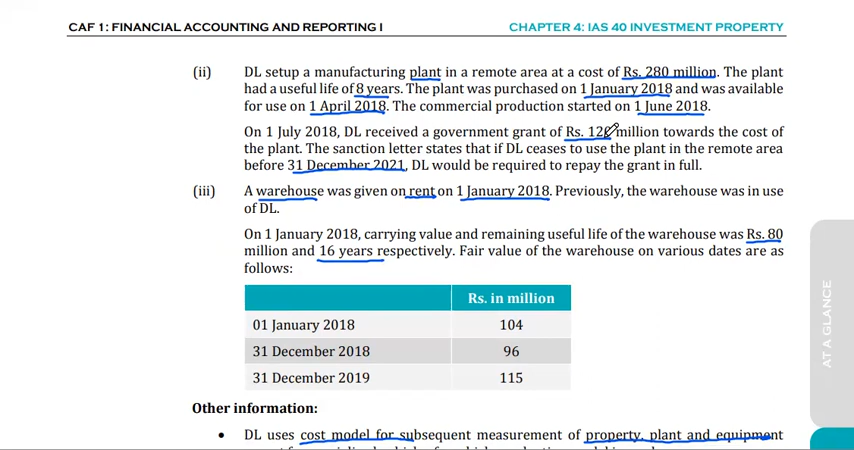 CAF 1: FINANCIAL ACCOUNTING AND REPORTING I
CHAPTER 4: IAS 40 INVESTMENT PROPERTY
(ii) DL setup a manufacturing plant in a remote area at a cost of Rs. 280 million. The plant
had a useful life of 8 years. The plant was purchased on 1 January 2018 and was available
for use on 1 April 2018. The commercial production started on 1 June 2018.
On 1 July 2018, DL received a government grant of Rs. million towards the cost of
the plant. The sanction letter states that if DL ceases to use the plant in the remote area
before 31 December 2021, DL would be required to repay the grant in full.
(iii) A warehouse was given on rent on 1 January 2018. Previously, the warehouse was in use
of DL.
On 1 January 2018, carrying value and remaining useful life of the warehouse was Rs. 80
million and 16 years respectively. Fair value of the warehouse on various dates are as
follows:
Rs. in million
01 January 2018 104
31 December 2018 96
31 December 2019 115
Other information:
• DL uses cost model for subsequent measurement of property, plant and equipment
AT A GLANCE